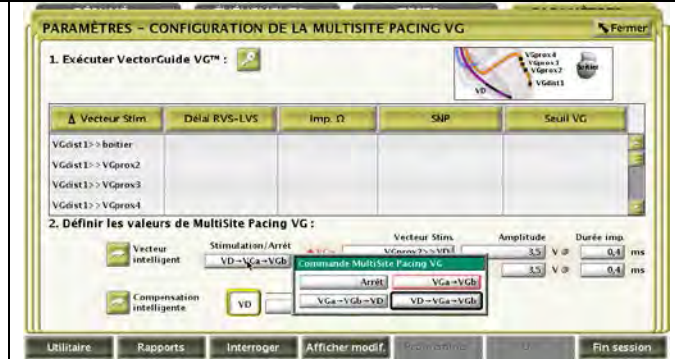 PARAMÈTRES - CONFIGURATION DE LA MULTISITE PACING VG
Fermer
1. Exécuter VectorGuide VG™ :
VGprox4
VGprox3
VGprox2
VGdist1
VD
Boîtier
Δ Vecteur Stim.
Délai RVS-LVS
Imp. Ω
SNP
Seuil VG
VGdist1>>boitier
VGdist1>>VGprox2
VGdist1>>VGprox3
VGdist1>>VGprox4
2. Définir les valeurs de MultiSite Pacing VG :
Vecteur intelligent
Stimulation/Arrêt
VD→VGa→VGb
Vecteur Stim.
VGprox2>>VD
Amplitude
3,5 V @
Durée imp.
0,4 ms
3,5 V @
0,4 ms
Commande MultiSite Pacing VG
Arrêt
VGa→VGb
VGa→VGb→VD
VD→VGa→VGb
Compensation intelligente
VD
Utilitaire
Rapports
Interroger
Afficher modif.
Fin session